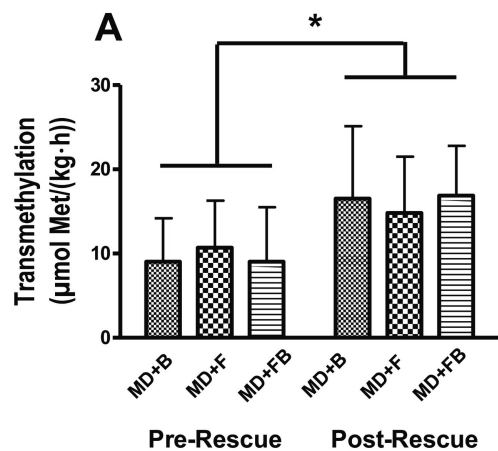 A
*
Transmethylation
(µmol Met/(kg·h))
30
20
10
0
MD+B
MD+F
MD+FB
MD+B
MD+F
MD+FB
Pre-Rescue
Post-Rescue